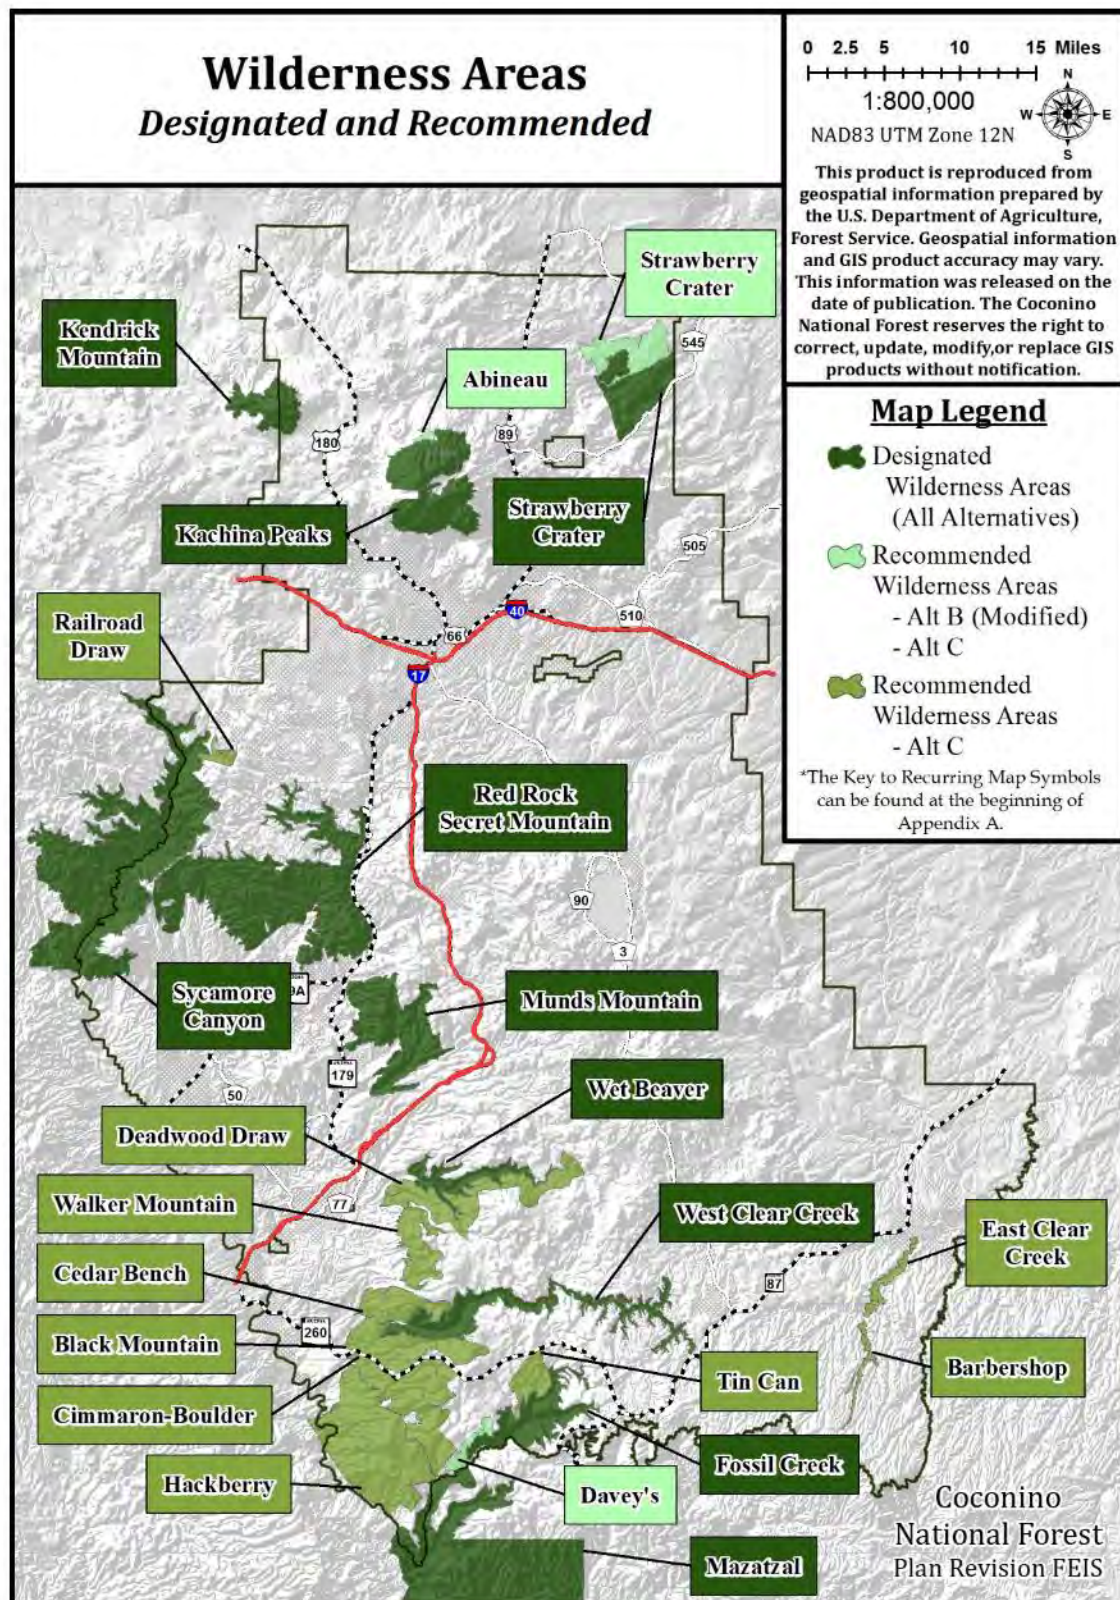 Wilderness Areas
Designated and Recommended
0 2.5 5 10 15 Miles
1:800,000
NAD83 UTM Zone 12N
N
W E
S
This product is reproduced from
geospatial information prepared by
the U.S. Department of Agriculture,
Forest Service. Geospatial information
and GIS product accuracy may vary.
This information was released on the
date of publication. The Coconino
National Forest reserves the right to
correct, update, modify,or replace GIS
products without notification.
Map Legend
Designated
Wilderness Areas
(All Alternatives)
Recommended
Wilderness Areas
- Alt B (Modified)
- Alt C
Recommended
Wilderness Areas
- Alt C
*The Key to Recurring Map Symbols
can be found at the beginning of
Appendix A.
Strawberry
Crater
Kendrick
Mountain
545
Abineau
180
89
Kachina Peaks
Strawberry
Crater
505
Railroad
Draw
40
510
66
17
Red Rock
Secret Mountain
90
3
Sycamore
Canyon
9A
Munds Mountain
179
50
Wet Beaver
Deadwood Draw
Walker Mountain
77
West Clear Creek
East Clear
Creek
Cedar Bench
87
260
Black Mountain
Barbershop
Tin Can
Cimmaron-Boulder
Fossil Creek
Hackberry
Davey's
Mazatzal
Coconino
National Forest
Plan Revision FEIS